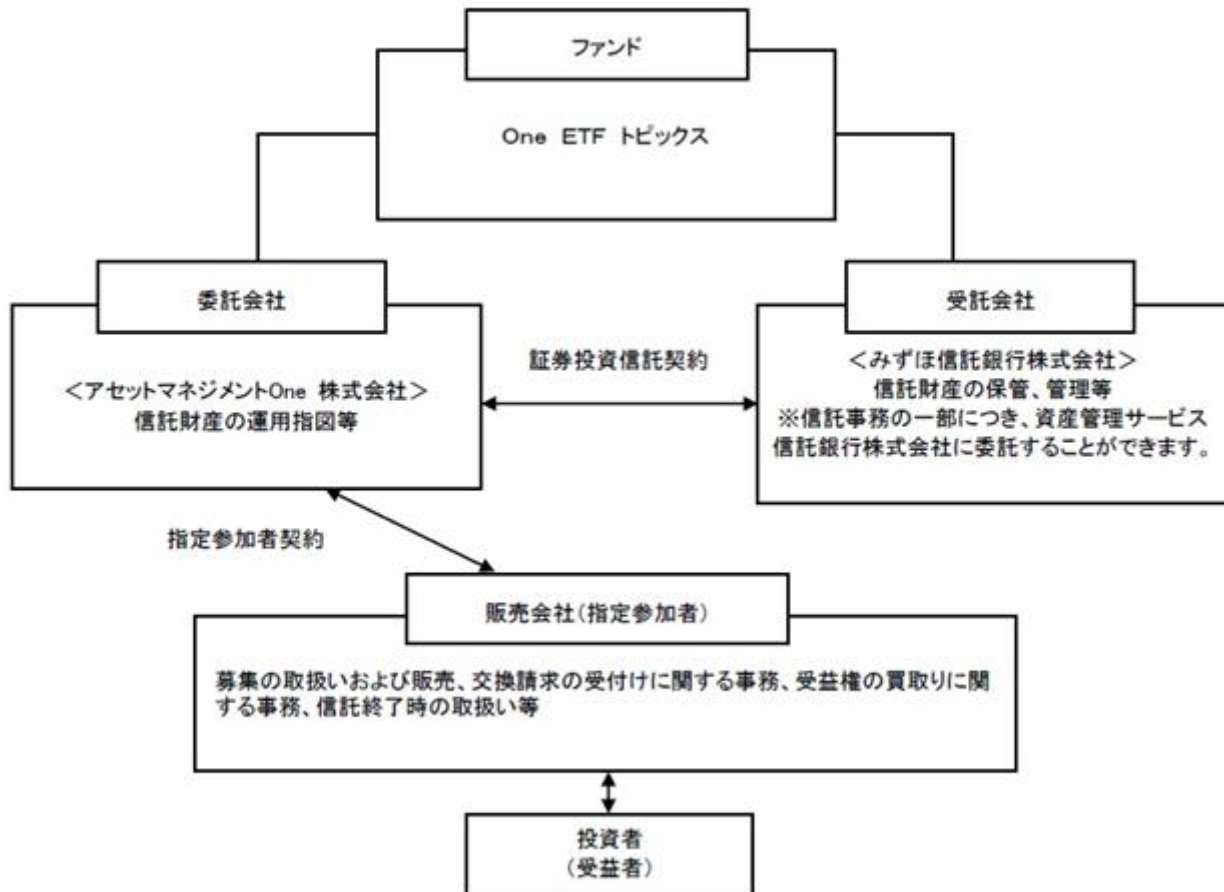 ファンド
One ETF トピックス
委託会社
＜アセットマネジメントOne 株式会社＞
信託財産の運用指図等
証券投資信託契約
受託会社
＜みずほ信託銀行株式会社＞
信託財産の保管、管理等
※信託事務の一部につき、資産管理サービス
信託銀行株式会社に委託することができます。
指定参加者契約
販売会社(指定参加者)
募集の取扱いおよび販売、交換請求の受付けに関する事務、受益権の買取りに関
する事務、信託終了時の取扱い等
投資者
(受益者)